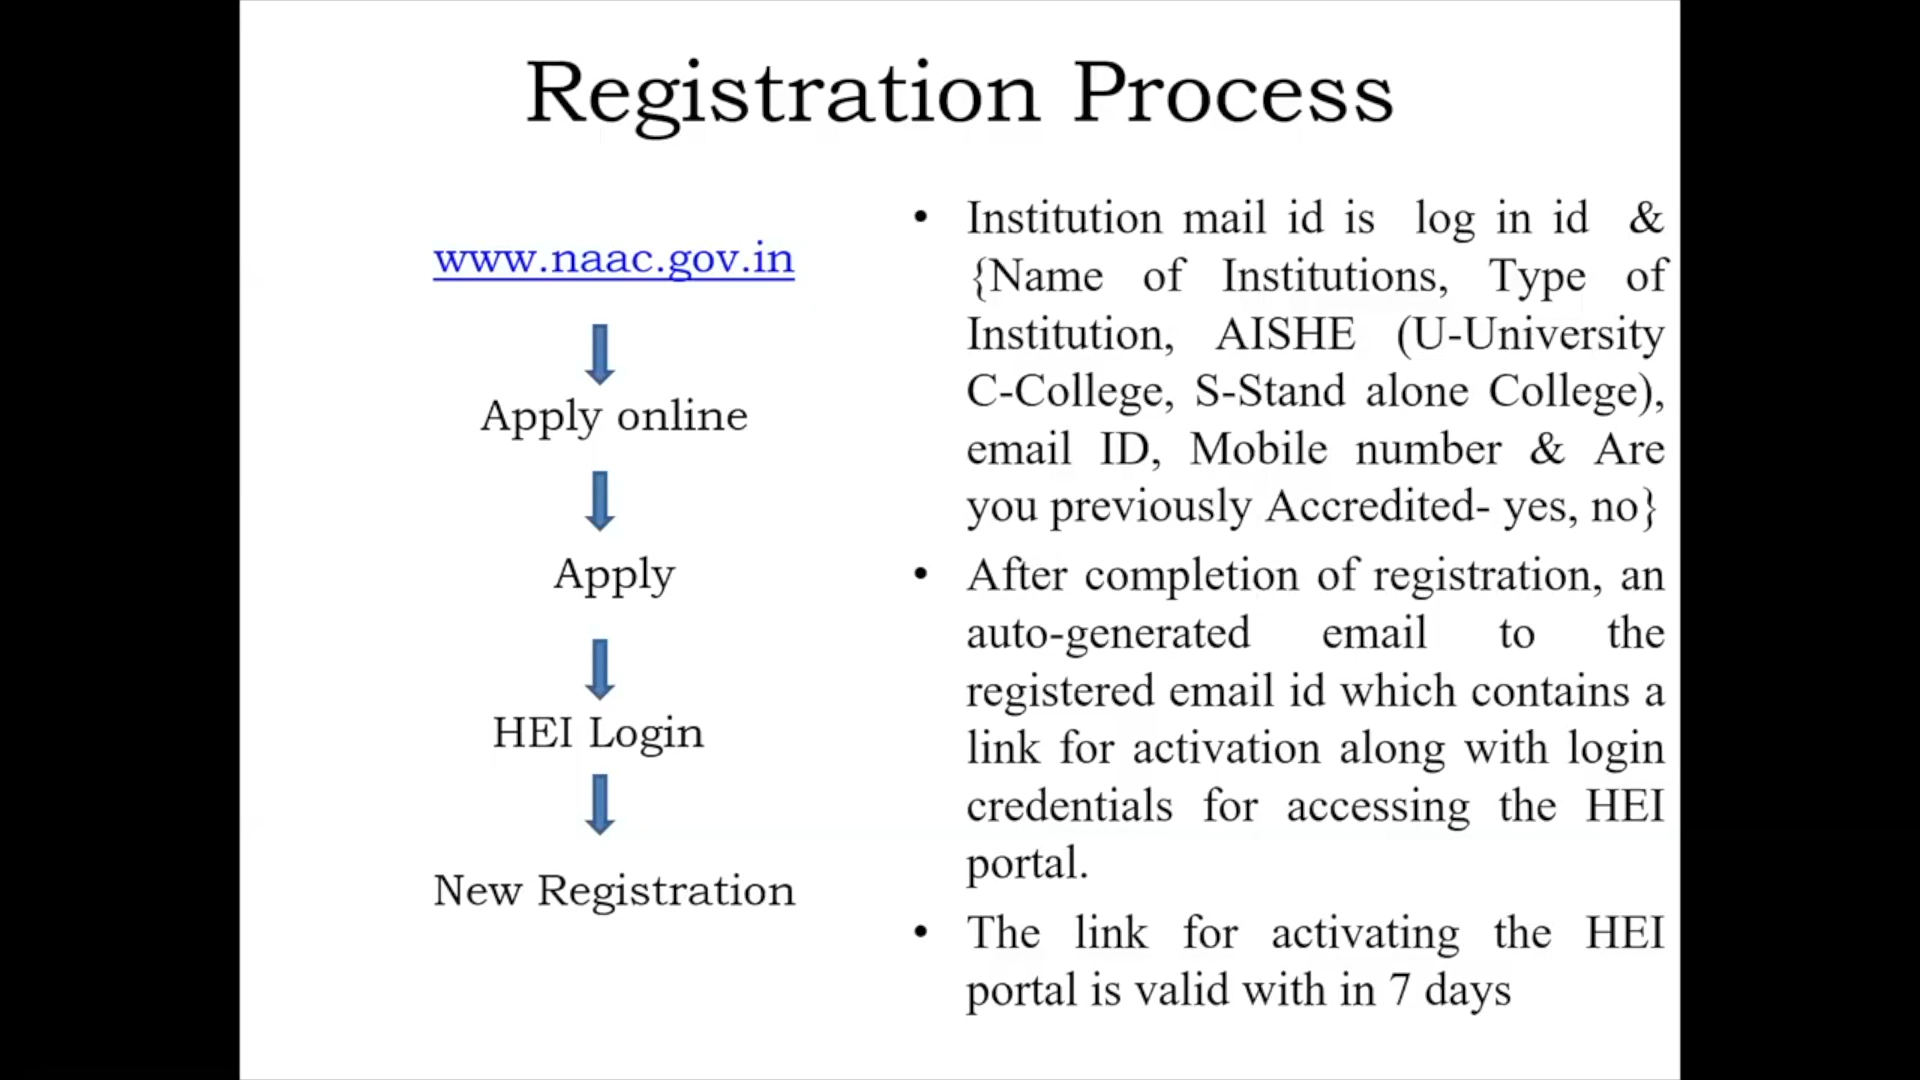 Registration Process
www.naac.gov.in
Apply online
Apply
HEI Login
New Registration
• Institution mail id is log in id &
{Name of Institutions, Type of
Institution, AISHE (U-University
C-College, S-Stand alone College),
email ID, Mobile number & Are
you previously Accredited- yes, no}
• After completion of registration, an
auto-generated email to the
registered email id which contains a
link for activation along with login
credentials for accessing the HEI
portal.
• The link for activating the HEI
portal is valid with in 7 days